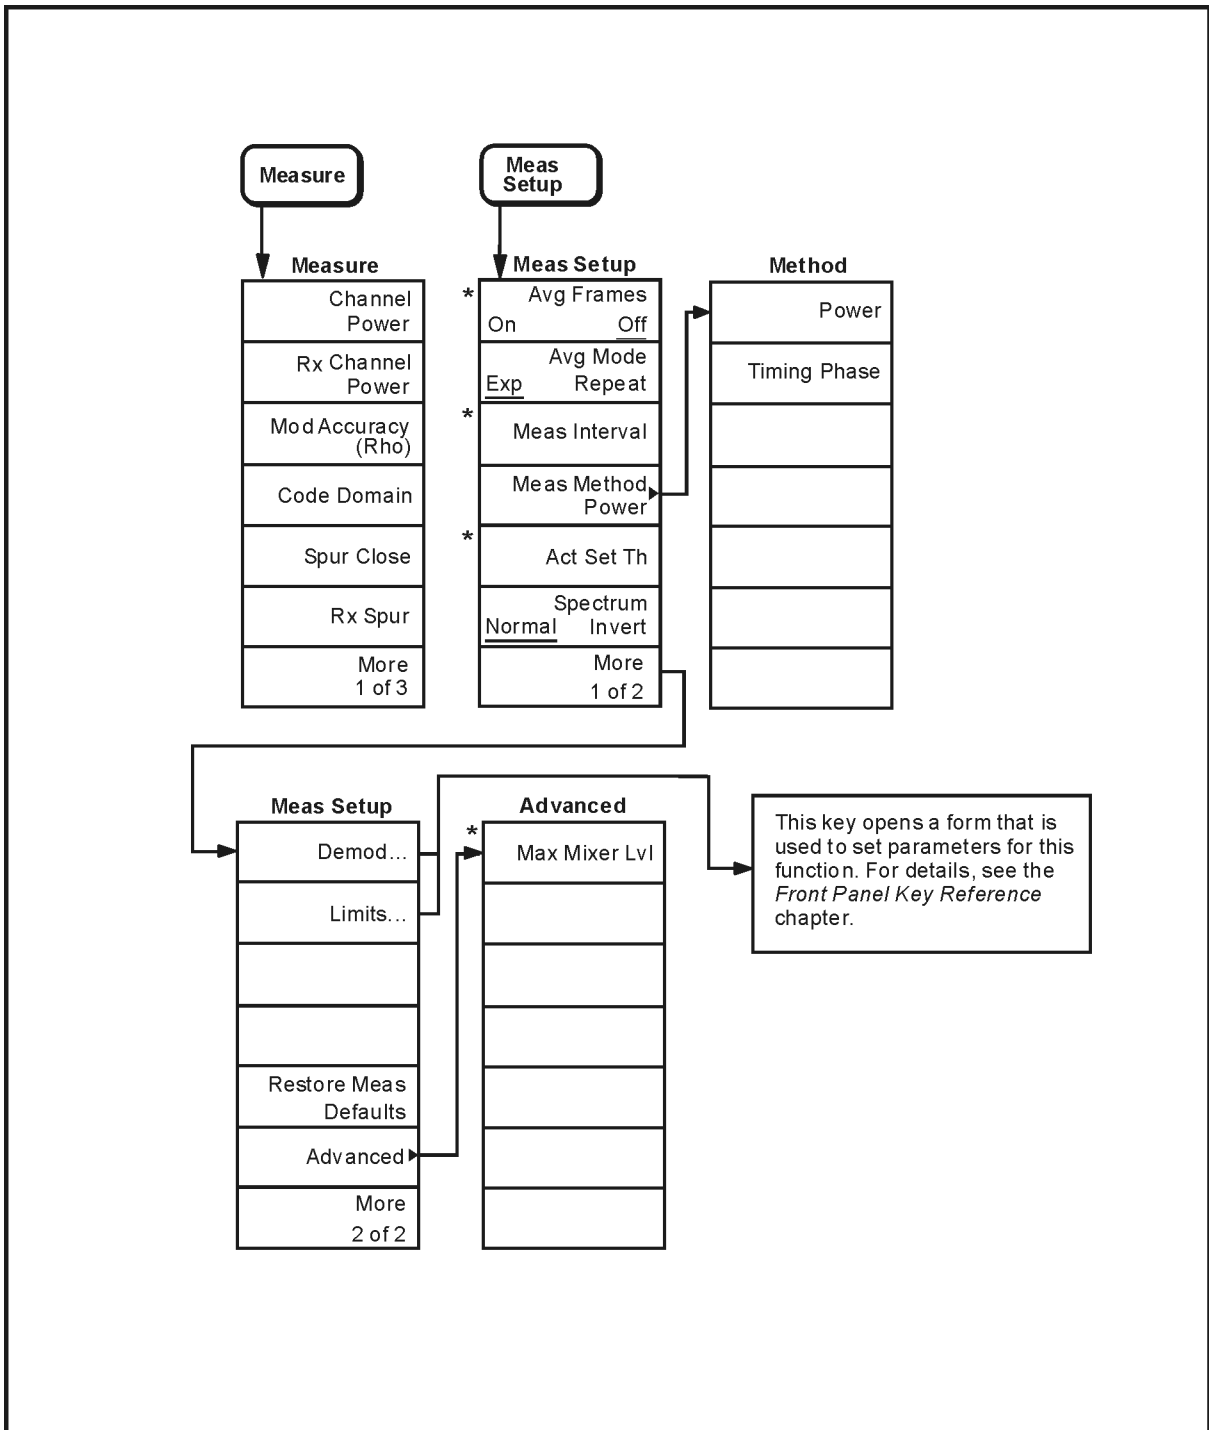 Measure
Meas
Setup
Measure
Channel
Power
Rx Channel
Power
Mod Accuracy
(Rho)
Code Domain
Spur Close
Rx Spur
More
1 of 3
Meas Setup
* Avg Frames
On Off
Avg Mode
Exp Repeat
*
Meas Interval
Meas Method
Power
*
Act Set Th
Spectrum
Normal Invert
More
1 of 2
Method
Power
Timing Phase
Meas Setup
Demod...
Limits...
Restore Meas
Defaults
Advanced
More
2 of 2
Advanced
*
Max Mixer Lvl
This key opens a form that is
used to set parameters for this
function. For details, see the
Front Panel Key Reference
chapter.